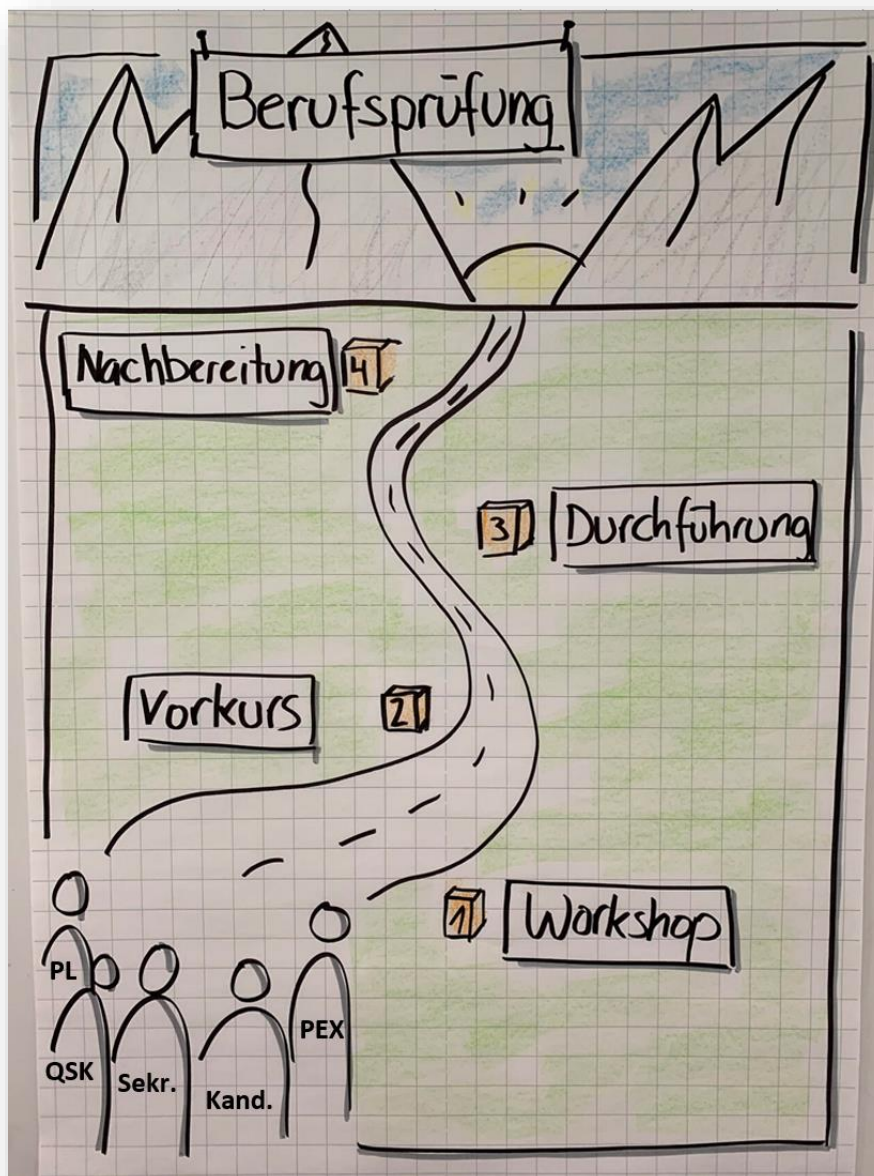 Berufsprüfung
Nachbereitung 4
3 Durchführung
Vorkurs 2
1 Workshop
PL
PEX
QSK
Sekr.
Kand.